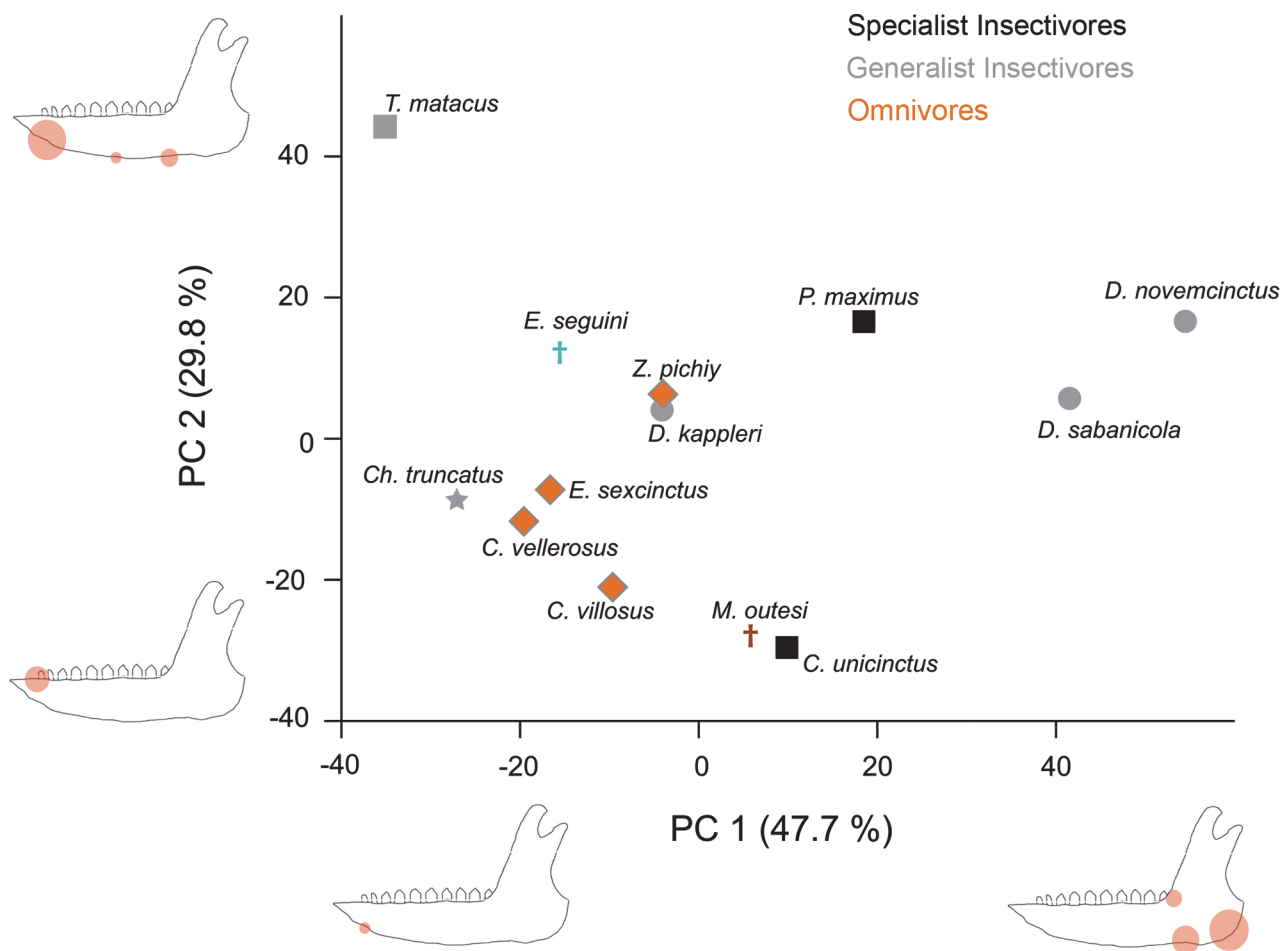 Specialist Insectivores
Generalist Insectivores
Omnivores
T. matacus
40
P. maximus
D. novemcinctus
20
E. seguini
†
Z. pichiy
D. kappleri
D. sabanicola
PC 2 (29.8 %)
0
Ch. truncatus
E. sexcinctus
C. vellerosus
-20
C. villosus
M. outesi
†
C. unicinctus
-40
-40
-20
0
20
40
PC 1 (47.7 %)